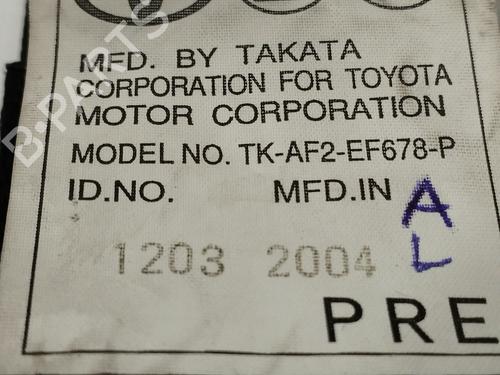 B-PARTS
MFD. BY TAKATA
CORPORATION FOR TOYOTA
MOTOR CORPORATION
MODEL NO. TK-AF2-EF678-P
ID.NO. MFD.IN A
1203 2004 L
PRE